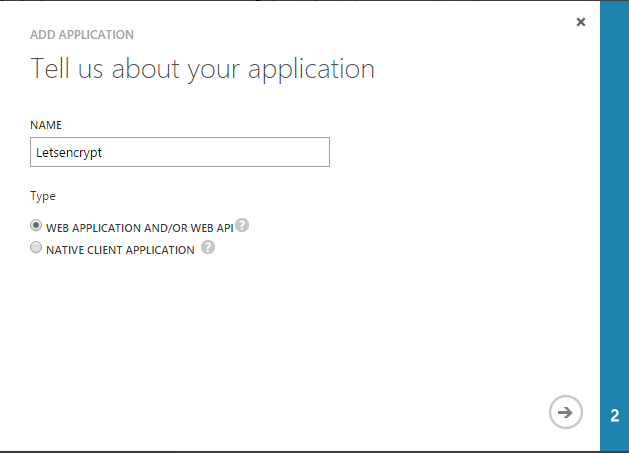 ADD APPLICATION
Tell us about your application
NAME
Letsencrypt
Type
WEB APPLICATION AND/OR WEB API ?
NATIVE CLIENT APPLICATION ?
2